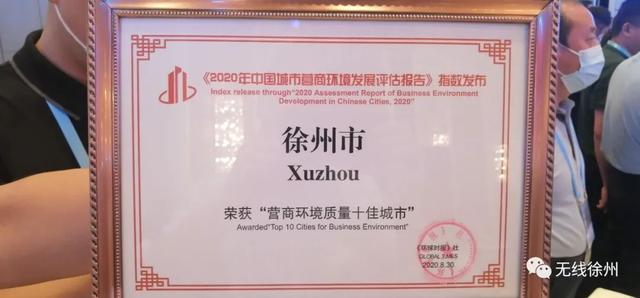 《2020年中国城市营商环境发展评估报告》指数发布
Index release through"2020 Assessment Report of Business Environment
Development in Chinese Cities, 2020"
徐州市
Xuzhou
荣获“营商环境质量十佳城市”
Awarded"Top 10 Cities for Business Environment"
《环球时报》社
GLOBAL TIMES
2020.8.30
无线徐州